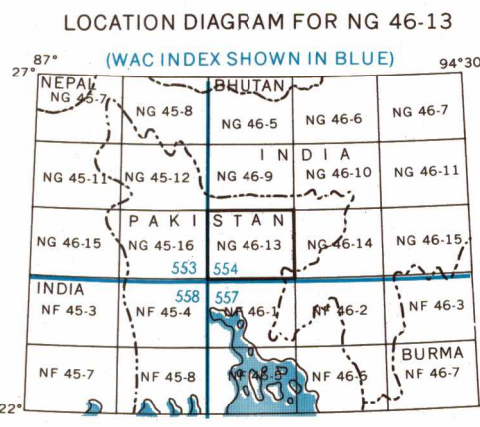 LOCATION DIAGRAM FOR NG 46-13
(WAC INDEX SHOWN IN BLUE)
87°
94°30
27°
NEPAL
BHUTAN
NG 45-7
NG 45-8
NG 46-5
NG 46-6
NG 46-7
INDIA
NG 45-11
NG 45-12
NG 46-9
NG 46-10
NG 46-11
PAKISTAN
NG 46-15
NG 45-16
NG 46-13
NG 46-14
NG 46-15
553
554
INDIA
558
557
NF 45-3
NF 45-4
NF 46-1
NF 46-2
NF 46-3
BURMA
NF 45-7
NF 45-8
NF 46-5
NF 46-6
NF 46-7
22°